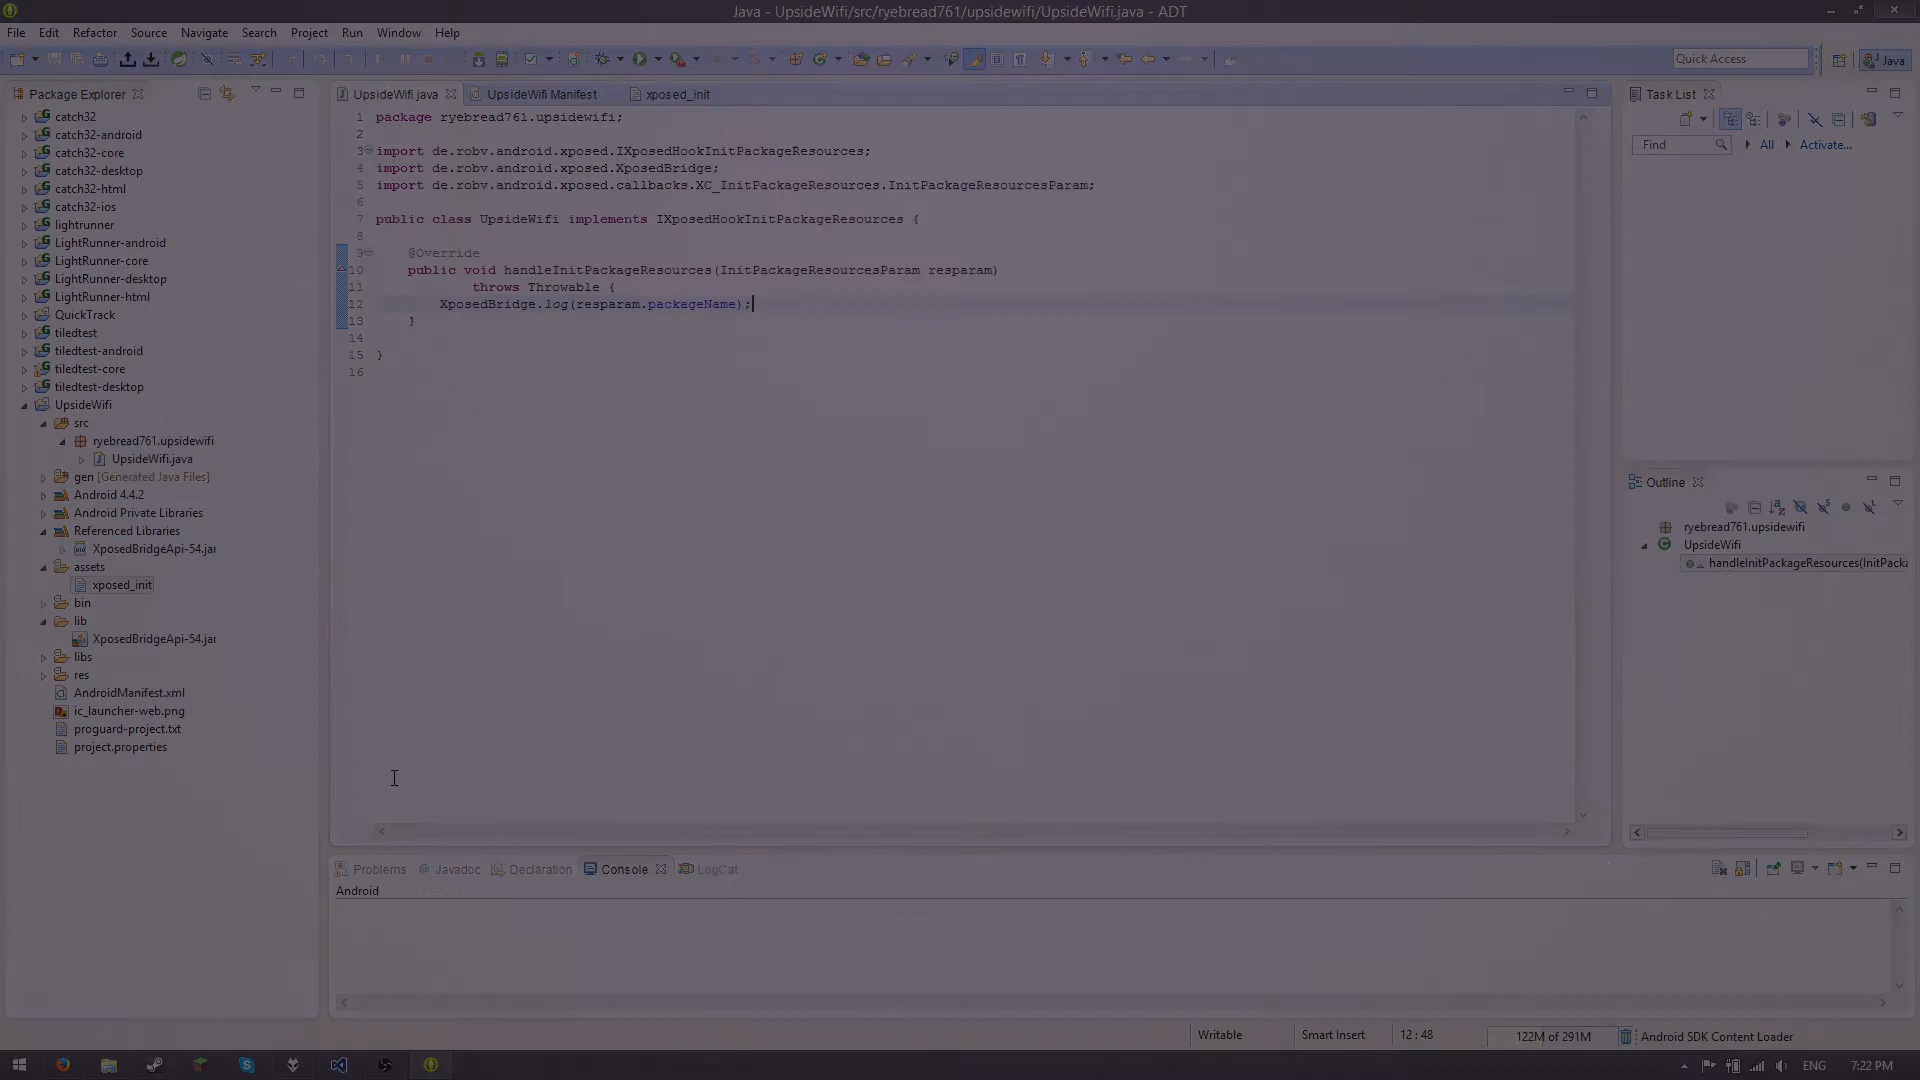 Java - UpsideWifi/src/ryebread761/upsidewifi/UpsideWifi.java - ADT
File Edit Refactor Source Navigate Search Project Run Window Help
Quick Access
Java
Package Explorer
catch32
catch32-android
catch32-core
catch32-desktop
catch32-html
catch32-ios
lightrunner
LightRunner-android
LightRunner-core
LightRunner-desktop
LightRunner-html
QuickTrack
tiledtest
tiledtest-android
tiledtest-core
tiledtest-desktop
UpsideWifi
src
ryebread761.upsidewifi
UpsideWifi.java
gen [Generated Java Files]
Android 4.4.2
Android Private Libraries
Referenced Libraries
XposedBridgeApi-54.jar
assets
xposed_init
bin
lib
XposedBridgeApi-54.jar
libs
res
AndroidManifest.xml
ic_launcher-web.png
proguard-project.txt
project.properties
UpsideWifi.java UpsideWifi Manifest xposed_init
1 package ryebread761.upsidewifi;
2
3 import de.robv.android.xposed.IXposedHookInitPackageResources;
4 import de.robv.android.xposed.XposedBridge;
5 import de.robv.android.xposed.callbacks.XC_InitPackageResources.InitPackageResourcesParam;
6
7 public class UpsideWifi implements IXposedHookInitPackageResources {
8
9 @Override
10 public void handleInitPackageResources(InitPackageResourcesParam resparam)
11 throws Throwable {
12 XposedBridge.log(resparam.packageName);
13 }
14
15 }
16
Task List
Find All Activate...
Outline
ryebread761.upsidewifi
UpsideWifi
handleInitPackageResources(InitPacka
Problems @ Javadoc Declaration Console LogCat
Android
Writable Smart Insert 12 : 48 122M of 291M Android SDK Content Loader
ENG 7:22 PM